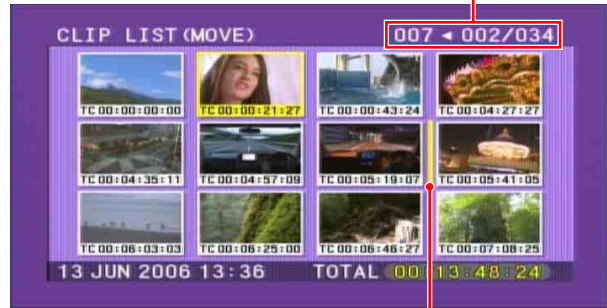 CLIP LIST(MOVE) 007 ◄ 002/034
TC 00:00:00:00 TC 00:00:21:27 TC 00:00:43:24 TC 00:04:27:27
TC 00:04:35:11 TC 00:04:57:09 TC 00:05:19:07 TC 00:05:41:05
TC 00:06:03:03 TC 00:06:25:00 TC 00:06:46:27 TC 00:07:08:25
13 JUN 2006 13:36 TOTAL 00:13:48:24